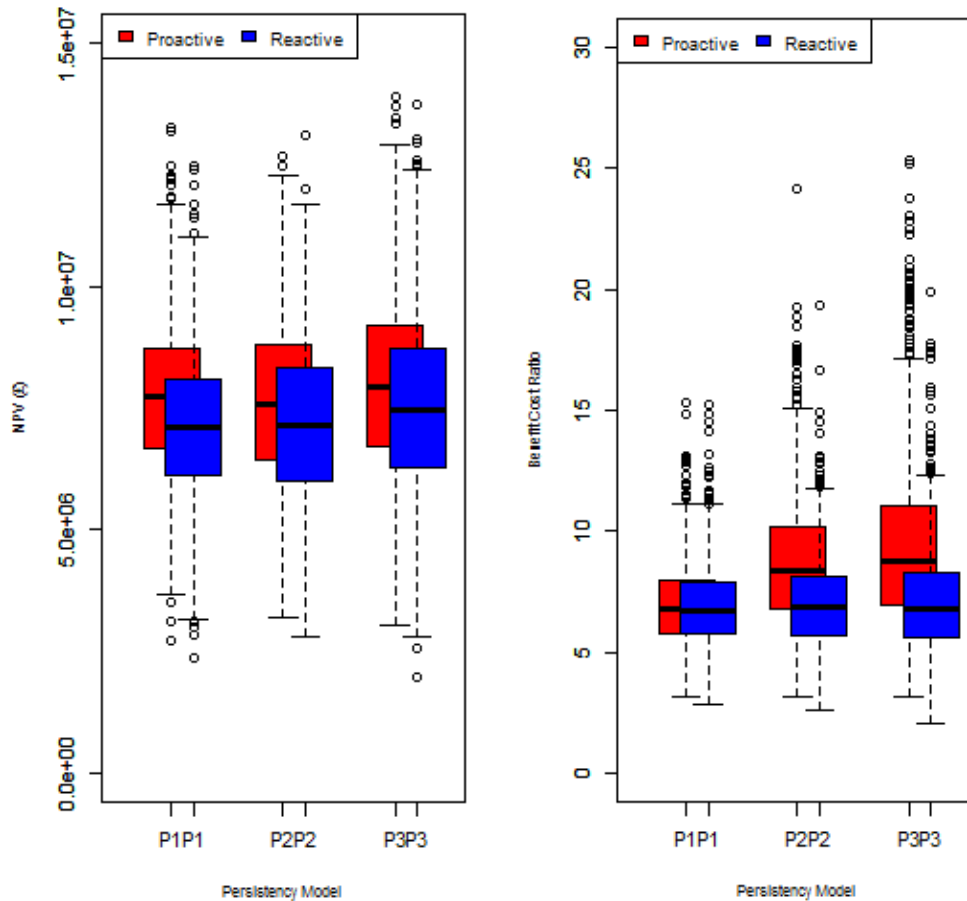 Proactive Reactive
1.5e+07
1.0e+07
5.0e+06
0.0e+00
NPV (£)
P1P1 P2P2 P3P3
Persistency Model
Proactive Reactive
30
25
20
15
10
5
0
Benefit Cost Ratio
P1P1 P2P2 P3P3
Persistency Model